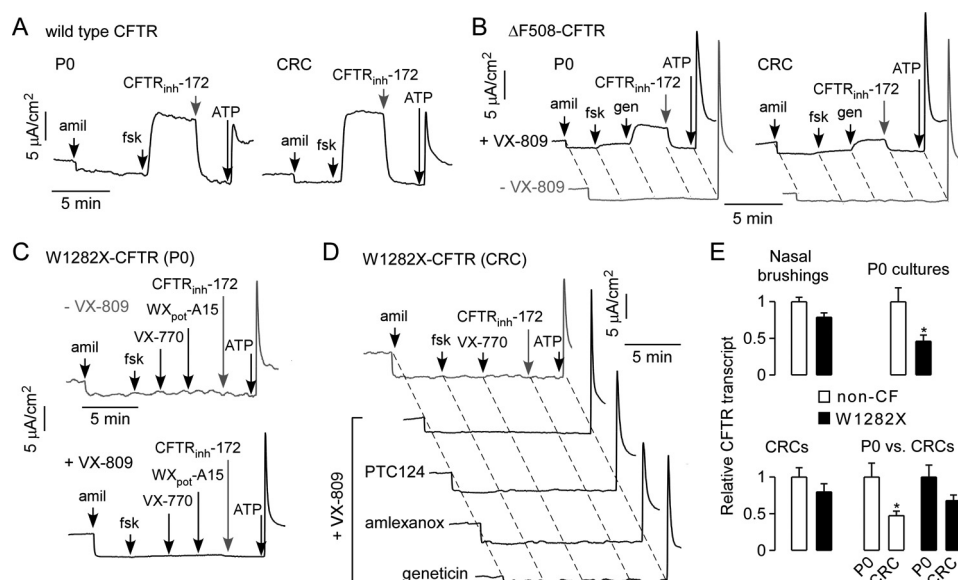 A
wild type CFTR
P0
CRC
CFTRinh-172
CFTRinh-172
ATP
ATP
amil
fsk
amil
fsk
5 µA/cm2
5 min
B
ΔF508-CFTR
5 µA/cm2
P0
CRC
ATP
ATP
CFTRinh-172
CFTRinh-172
amil
fsk
gen
amil
fsk
gen
+ VX-809
- VX-809
5 min
C
W1282X-CFTR (P0)
CFTRinh-172
- VX-809
WXpot-A15
VX-770
amil
fsk
ATP
5 min
5 µA/cm2
+ VX-809
CFTRinh-172
WXpot-A15
VX-770
amil
fsk
ATP
D
W1282X-CFTR (CRC)
5 µA/cm2
5 min
amil
fsk
CFTRinh-172
VX-770
ATP
+ VX-809
PTC124
amlexanox
geneticin
E
Nasal
brushings
P0 cultures
1
0.5
*
non-CF
W1282X
Relative CFTR transcript
CRCs
P0 vs. CRCs
1
0.5
*
P0
CRC
P0
CRC